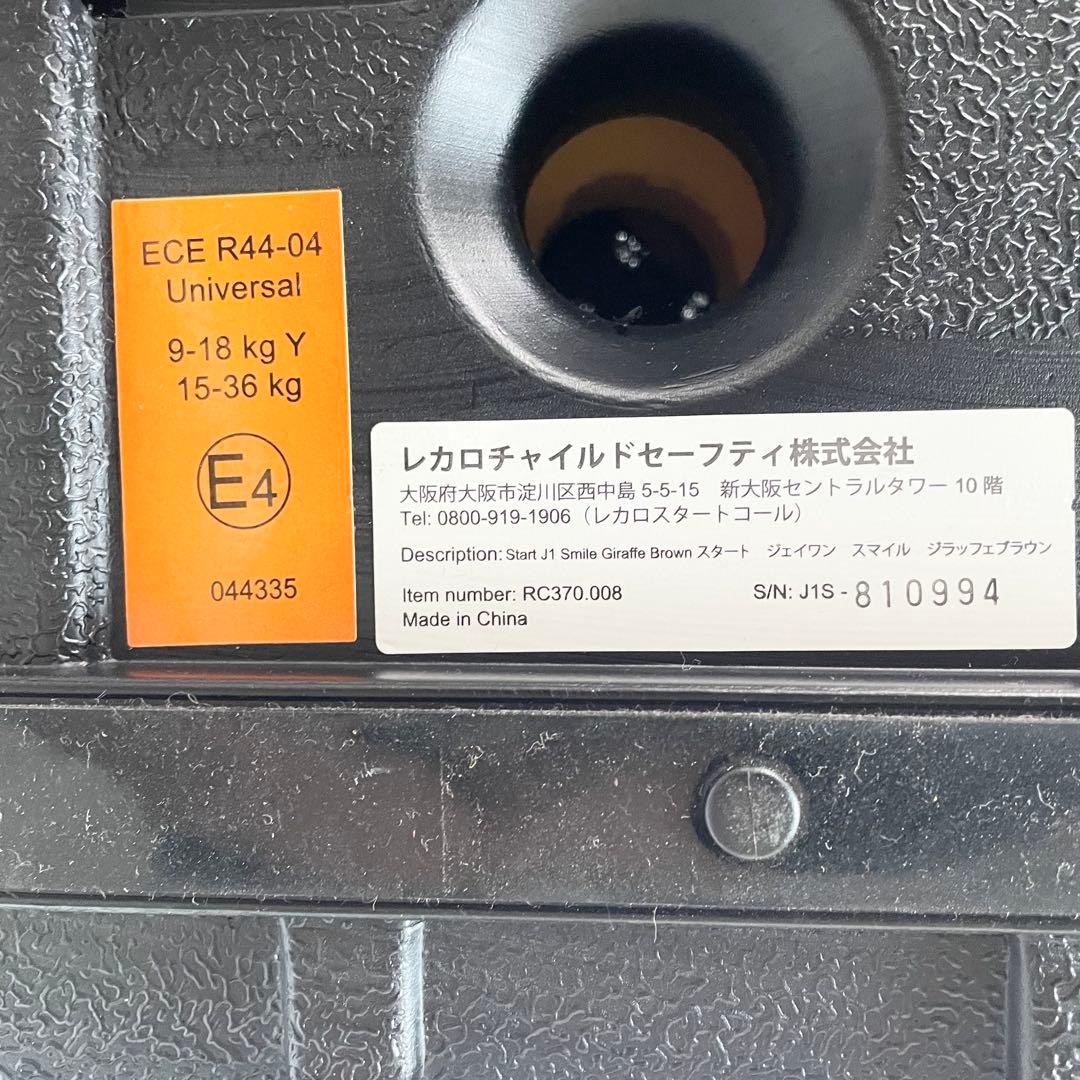 ECE R44-04
Universal
9-18 kg Y
15-36 kg
E4
044335
レカロチャイルドセーフティ株式会社
大阪府大阪市淀川区西中島 5-5-15 新大阪セントラルタワー 10 階
Tel: 0800-919-1906（レカロスタートコール）
Description: Start J1 Smile Giraffe Brown スタート ジェイワン スマイル ジラッフェブラウン
Item number: RC370.008 S/N: J1S - 810994
Made in China